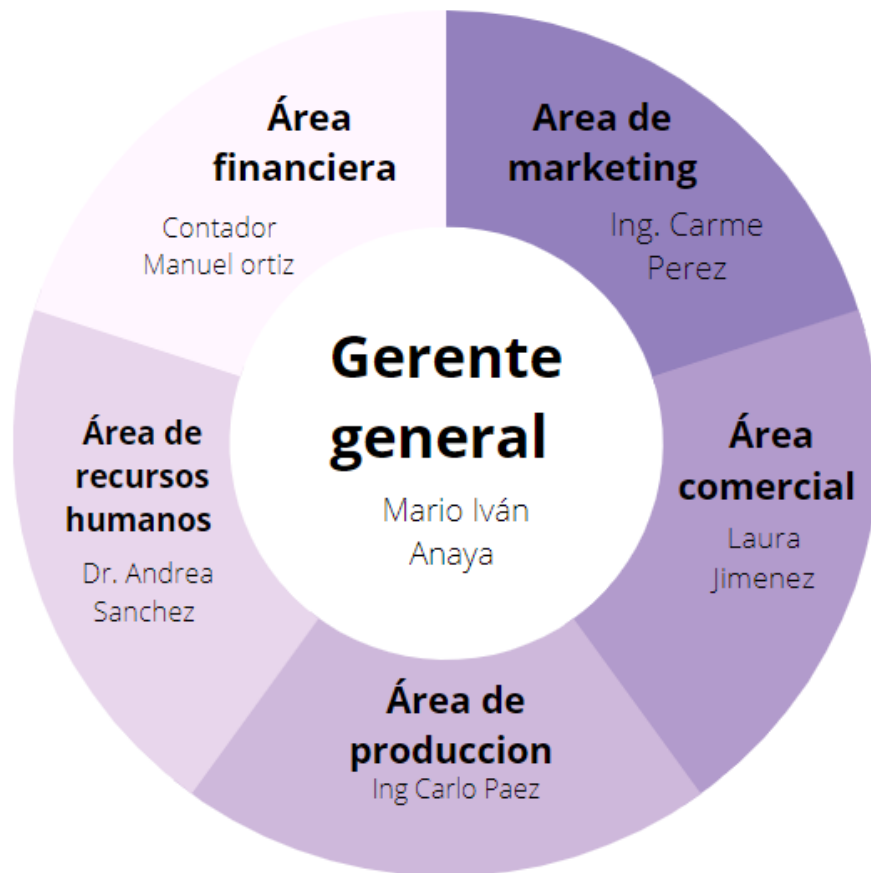 Área
financiera
Contador
Manuel ortiz
Area de
marketing
Ing. Carme
Perez
Gerente
general
Mario Iván
Anaya
Área de
recursos
humanos
Dr. Andrea
Sanchez
Área
comercial
Laura
Jimenez
Área de
produccion
Ing Carlo Paez